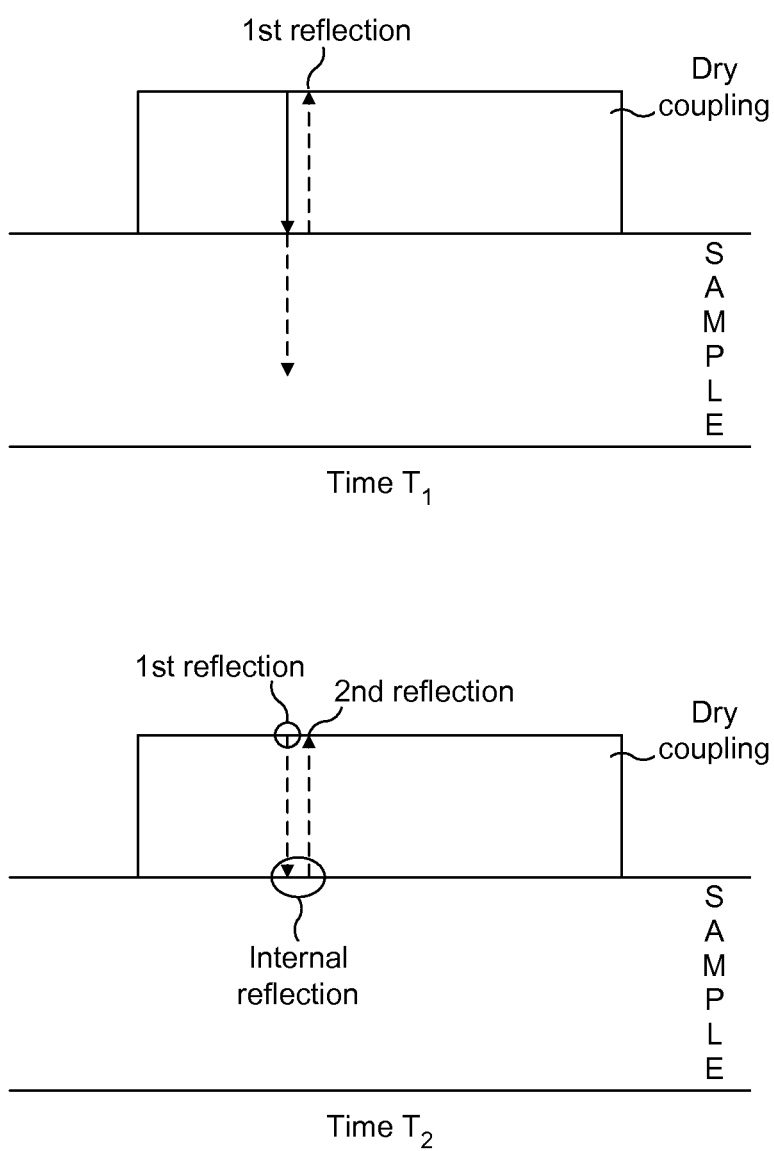 1st reflection
Dry
coupling
S
A
M
P
L
E
Time T1
1st reflection
2nd reflection
Dry
coupling
Internal
reflection
S
A
M
P
L
E
Time T2